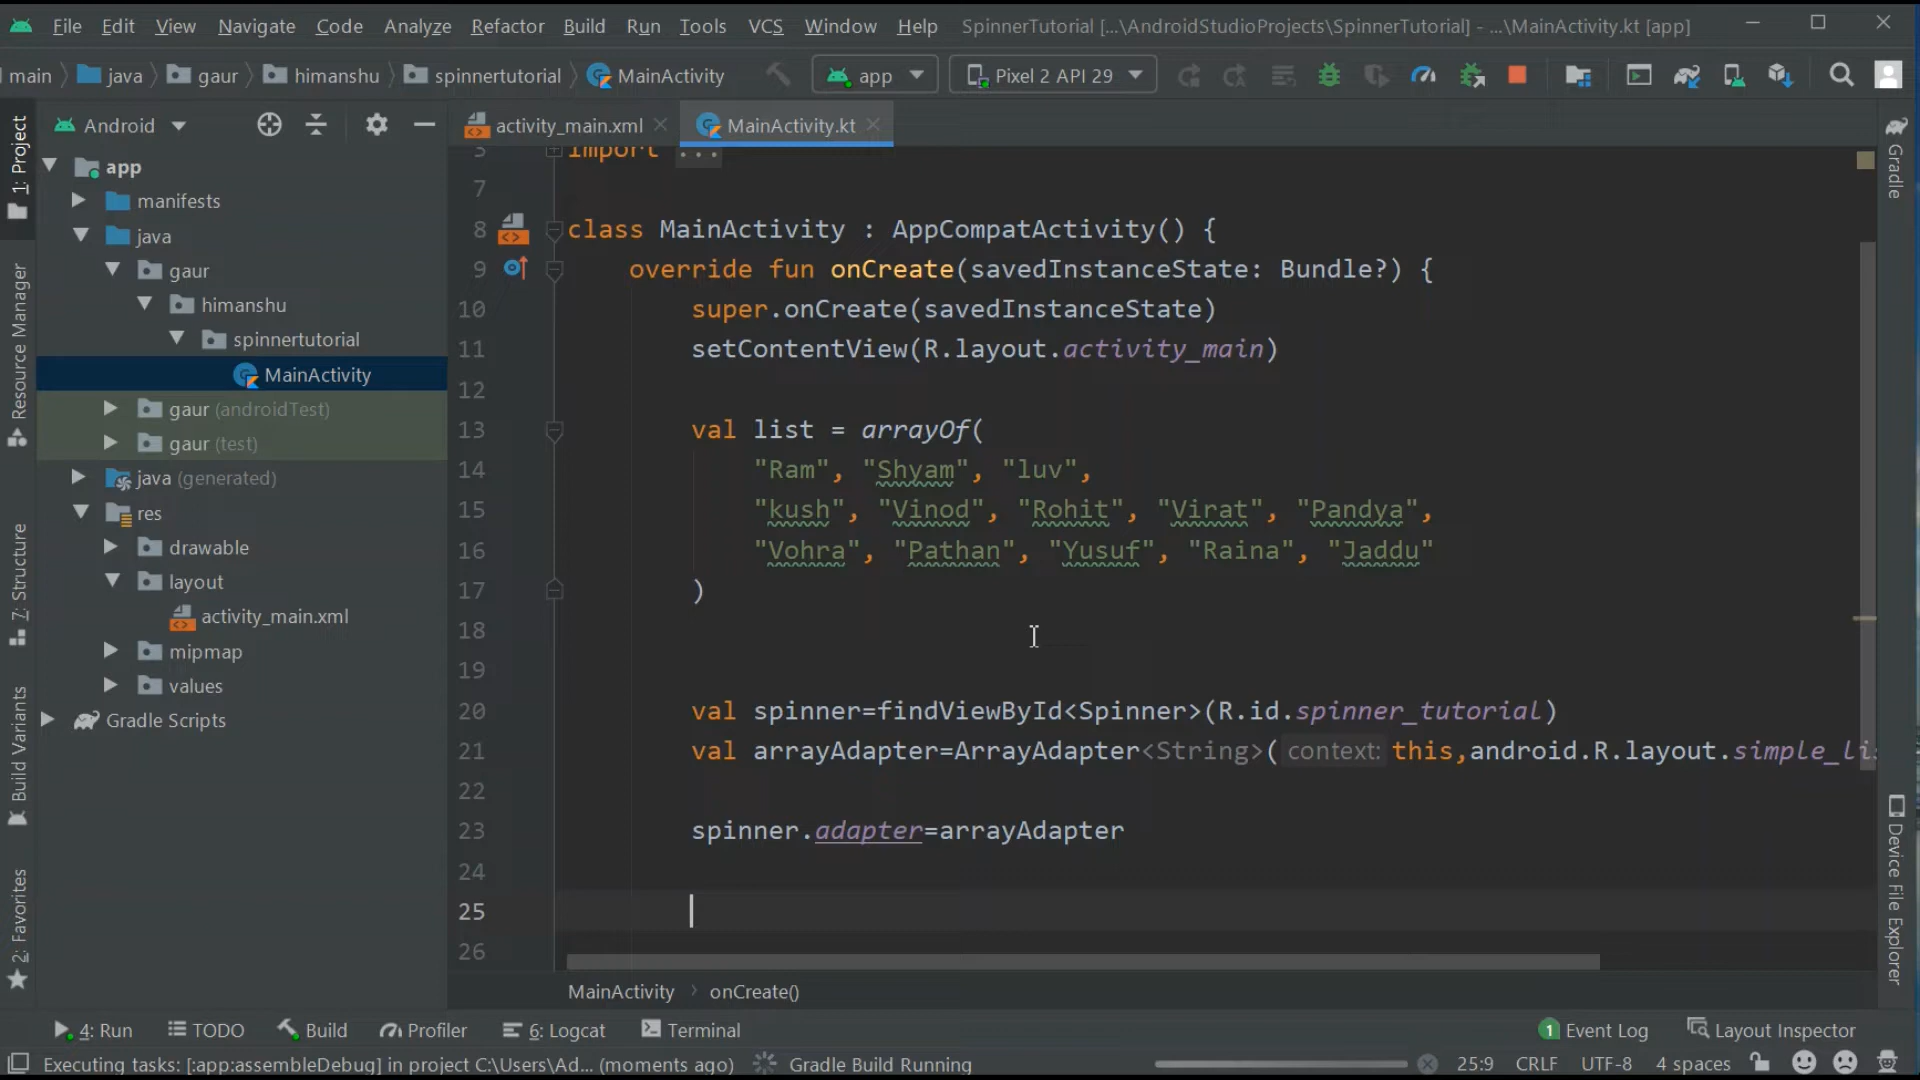 File Edit View Navigate Code Analyze Refactor Build Run Tools VCS Window Help SpinnerTutorial [...\AndroidStudioProjects\SpinnerTutorial] - ...\MainActivity.kt [app]
main java gaur himanshu spinnertutorial MainActivity app Pixel 2 API 29
Android
activity_main.xml MainActivity.kt
1: Project
Resource Manager
7: Structure
Build Variants
2: Favorites
app
manifests
java
gaur
himanshu
spinnertutorial
MainActivity
gaur (androidTest)
gaur (test)
java (generated)
res
drawable
layout
activity_main.xml
mipmap
values
Gradle Scripts
import ...
7
8 class MainActivity : AppCompatActivity() {
9 override fun onCreate(savedInstanceState: Bundle?) {
10 super.onCreate(savedInstanceState)
11 setContentView(R.layout.activity_main)
12
13 val list = arrayOf(
14 "Ram", "Shyam", "luv",
15 "kush", "Vinod", "Rohit", "Virat", "Pandya",
16 "Vohra", "Pathan", "Yusuf", "Raina", "Jaddu"
17 )
18
19
20 val spinner=findViewById<Spinner>(R.id.spinner_tutorial)
21 val arrayAdapter=ArrayAdapter<String>( context: this,android.R.layout.simple_li
22
23 spinner.adapter=arrayAdapter
24
25
26
MainActivity onCreate()
Gradle
Device File Explorer
4: Run TODO Build Profiler 6: Logcat Terminal 1 Event Log Layout Inspector
Executing tasks: [:app:assembleDebug] in project C:\Users\Ad... (moments ago) Gradle Build Running 25:9 CRLF UTF-8 4 spaces